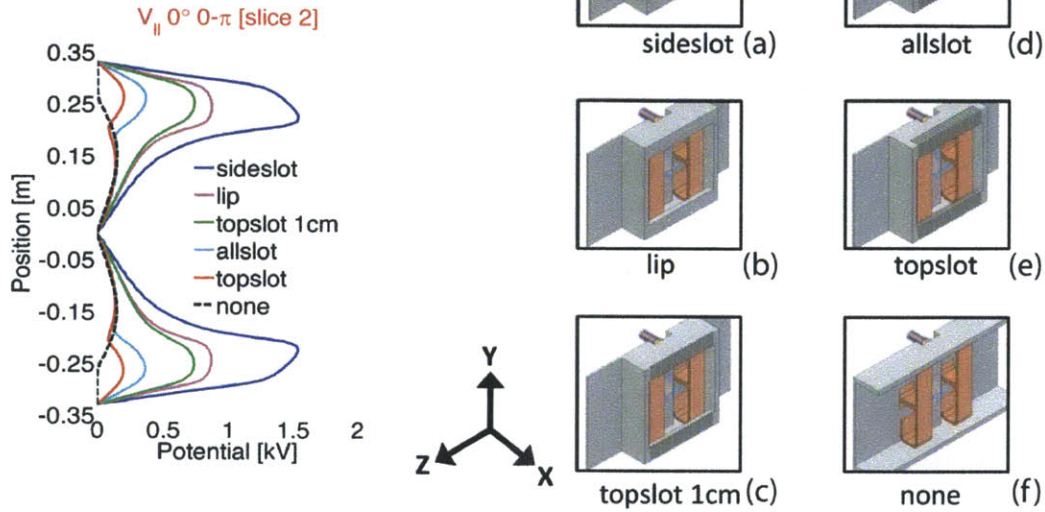 V|| 0° 0-π [slice 2]
Position [m]
0.35
0.25
0.15
0.05
-0.05
-0.15
-0.25
-0.35
sideslot
lip
topslot 1cm
allslot
topslot
none
0 0.5 1 1.5 2
Potential [kV]
Y
Z
X
sideslot (a)
allslot (d)
lip (b)
topslot (e)
topslot 1cm (c)
none (f)